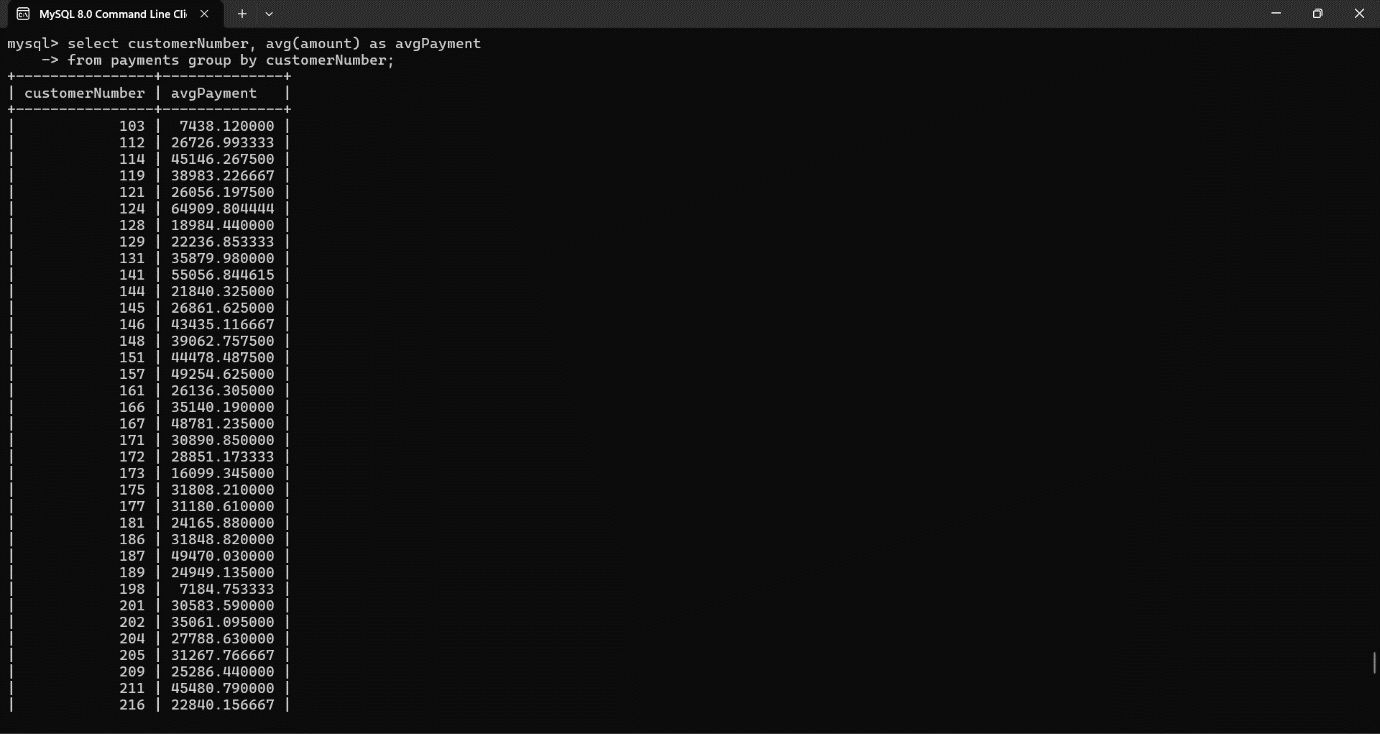 MySQL 8.0 Command Line Cli
mysql> select customerNumber, avg(amount) as avgPayment
    -> from payments group by customerNumber;
+----------------+--------------+
| customerNumber | avgPayment   |
+----------------+--------------+
|            103 |  7438.120000 |
|            112 | 26726.993333 |
|            114 | 45146.267500 |
|            119 | 38983.226667 |
|            121 | 26056.197500 |
|            124 | 64909.804444 |
|            128 | 18984.440000 |
|            129 | 22236.853333 |
|            131 | 35879.980000 |
|            141 | 55056.844615 |
|            144 | 21840.325000 |
|            145 | 26861.625000 |
|            146 | 43435.116667 |
|            148 | 39062.757500 |
|            151 | 44478.487500 |
|            157 | 49254.625000 |
|            161 | 26136.305000 |
|            166 | 35140.190000 |
|            167 | 48781.235000 |
|            171 | 30890.850000 |
|            172 | 28851.173333 |
|            173 | 16099.345000 |
|            175 | 31808.210000 |
|            177 | 31180.610000 |
|            181 | 24165.880000 |
|            186 | 31848.820000 |
|            187 | 49470.030000 |
|            189 | 24949.135000 |
|            198 |  7184.753333 |
|            201 | 30583.590000 |
|            202 | 35061.095000 |
|            204 | 27788.630000 |
|            205 | 31267.766667 |
|            209 | 25286.440000 |
|            211 | 45480.790000 |
|            216 | 22840.156667 |